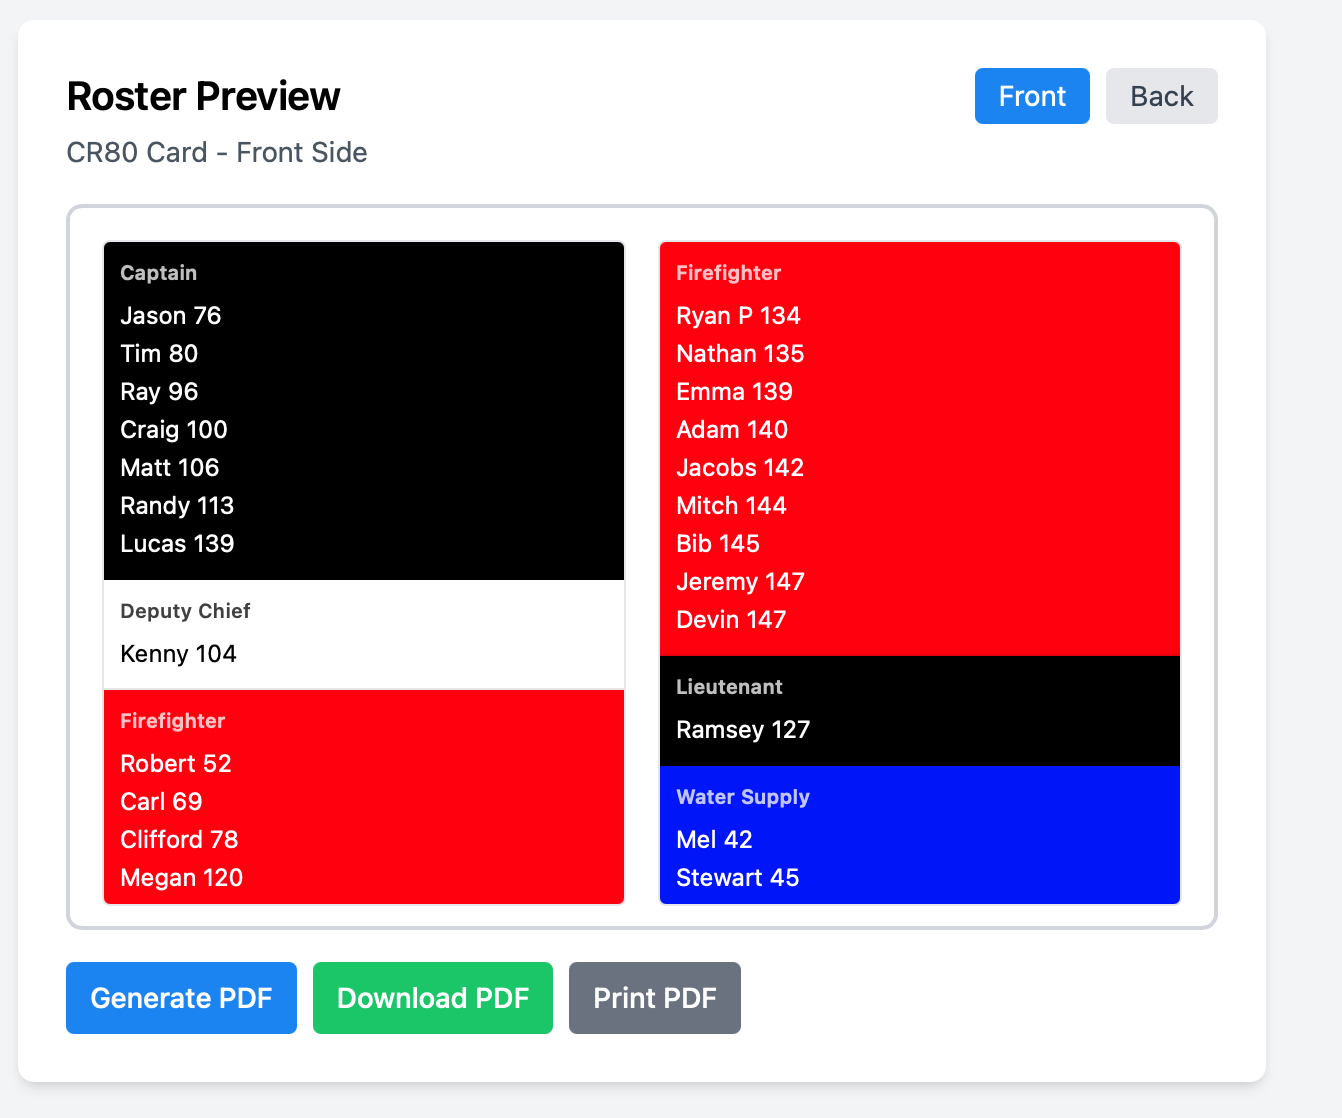 Roster Preview
Front
Back
CR80 Card - Front Side
Captain
Jason 76
Tim 80
Ray 96
Craig 100
Matt 106
Randy 113
Lucas 139
Deputy Chief
Kenny 104
Firefighter
Robert 52
Carl 69
Clifford 78
Megan 120
Firefighter
Ryan P 134
Nathan 135
Emma 139
Adam 140
Jacobs 142
Mitch 144
Bib 145
Jeremy 147
Devin 147
Lieutenant
Ramsey 127
Water Supply
Mel 42
Stewart 45
Generate PDF
Download PDF
Print PDF